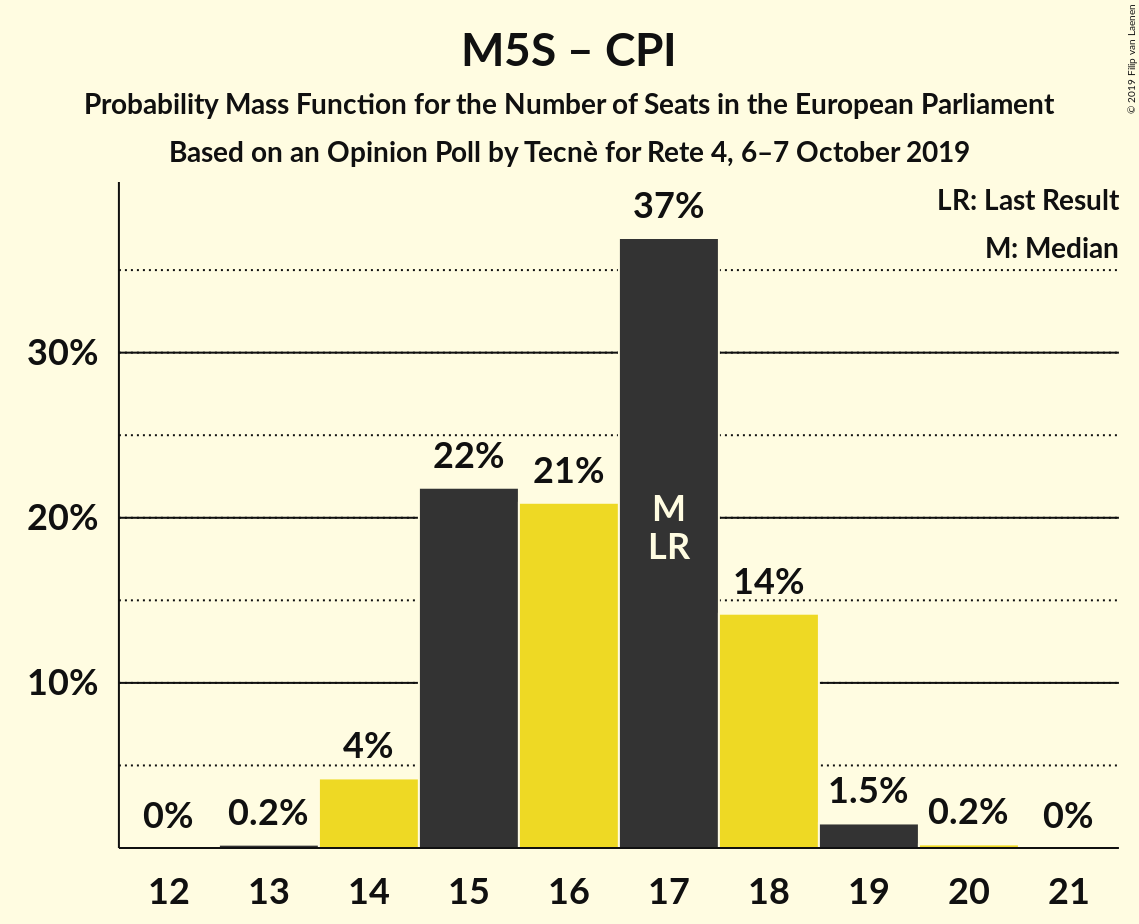 M5S – CPI
Probability Mass Function for the Number of Seats in the European Parliament
Based on an Opinion Poll by Tecnè for Rete 4, 6–7 October 2019
© 2019 Filip van Laenen
LR: Last Result
M: Median
30%
20%
10%
0%
0.2%
4%
22%
21%
37%
14%
1.5%
0.2%
0%
M
LR
12
13
14
15
16
17
18
19
20
21